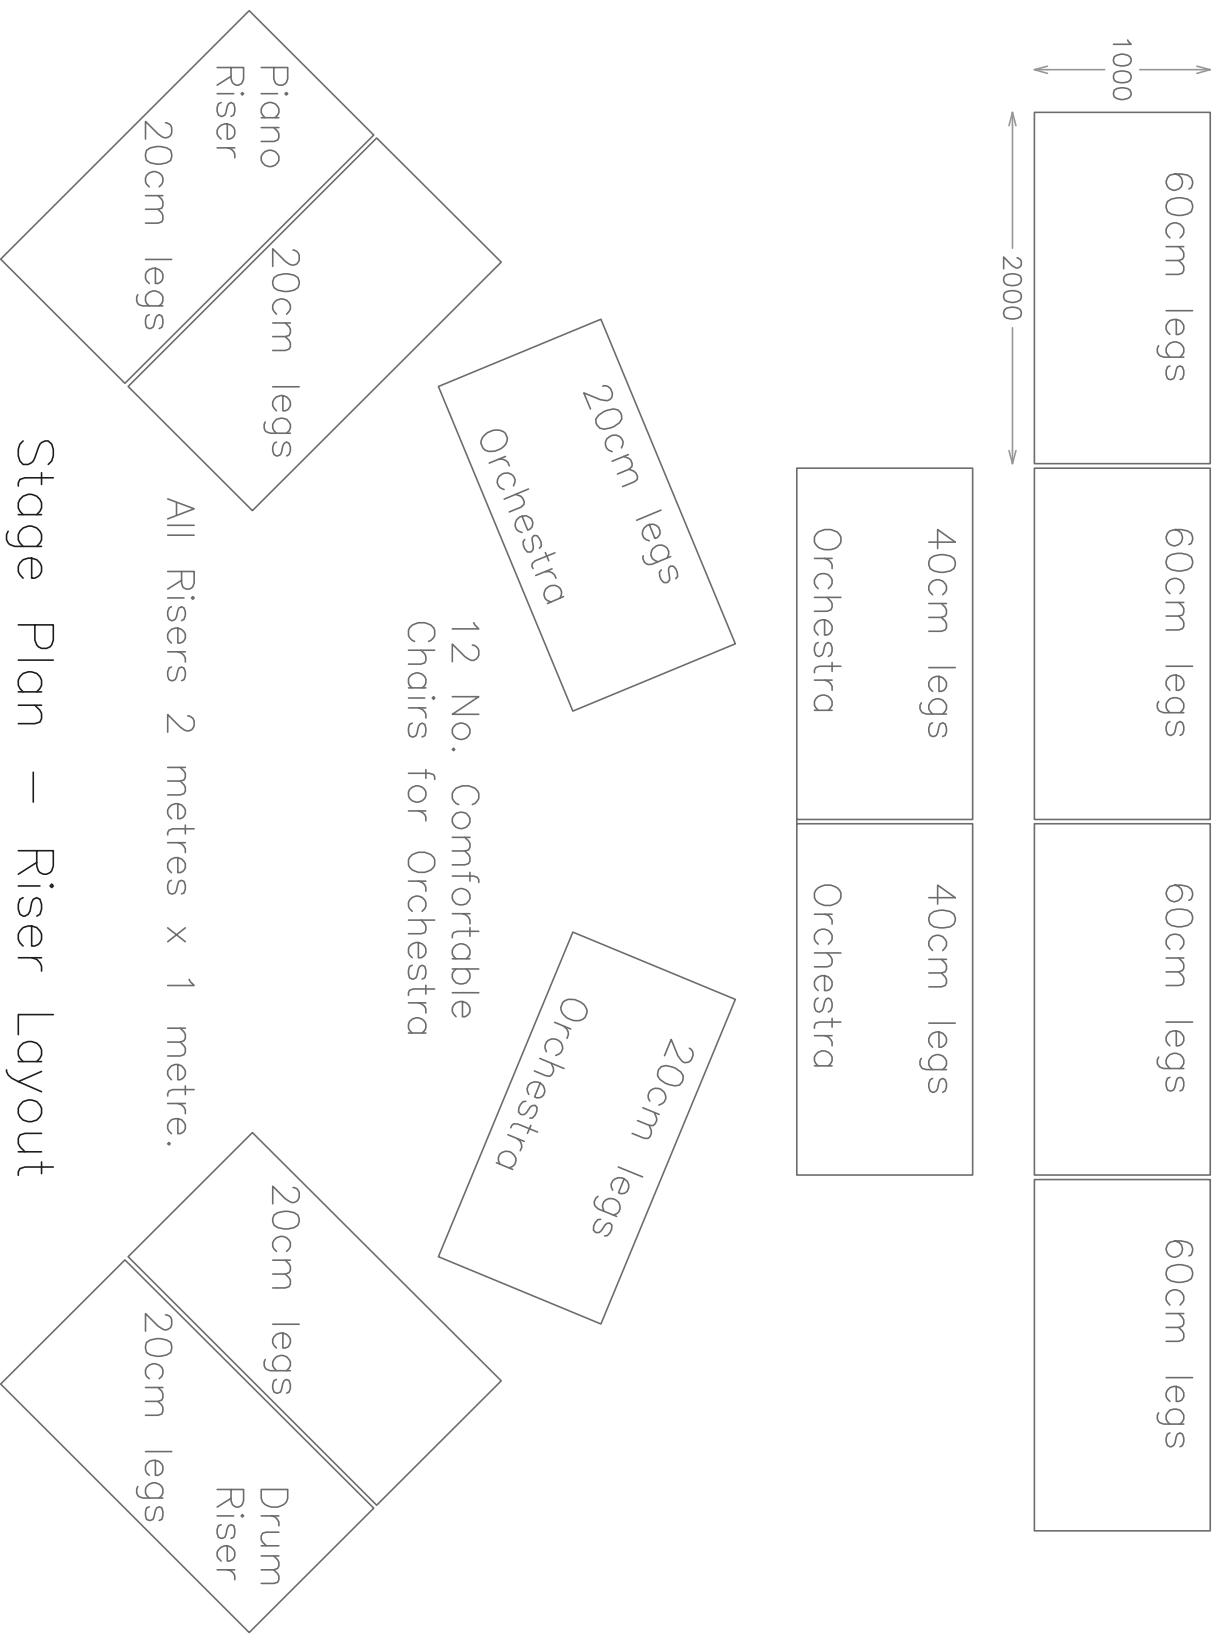 1000
2000
60cm legs
60cm legs
60cm legs
60cm legs
40cm legs
Orchestra
40cm legs
Orchestra
20cm legs
Orchestra
20cm legs
Orchestra
12 No. Comfortable
Chairs for Orchestra
Piano
Riser
20cm legs
20cm legs
20cm legs
Drum
Riser
20cm legs
All Risers 2 metres x 1 metre.
Stage Plan – Riser Layout